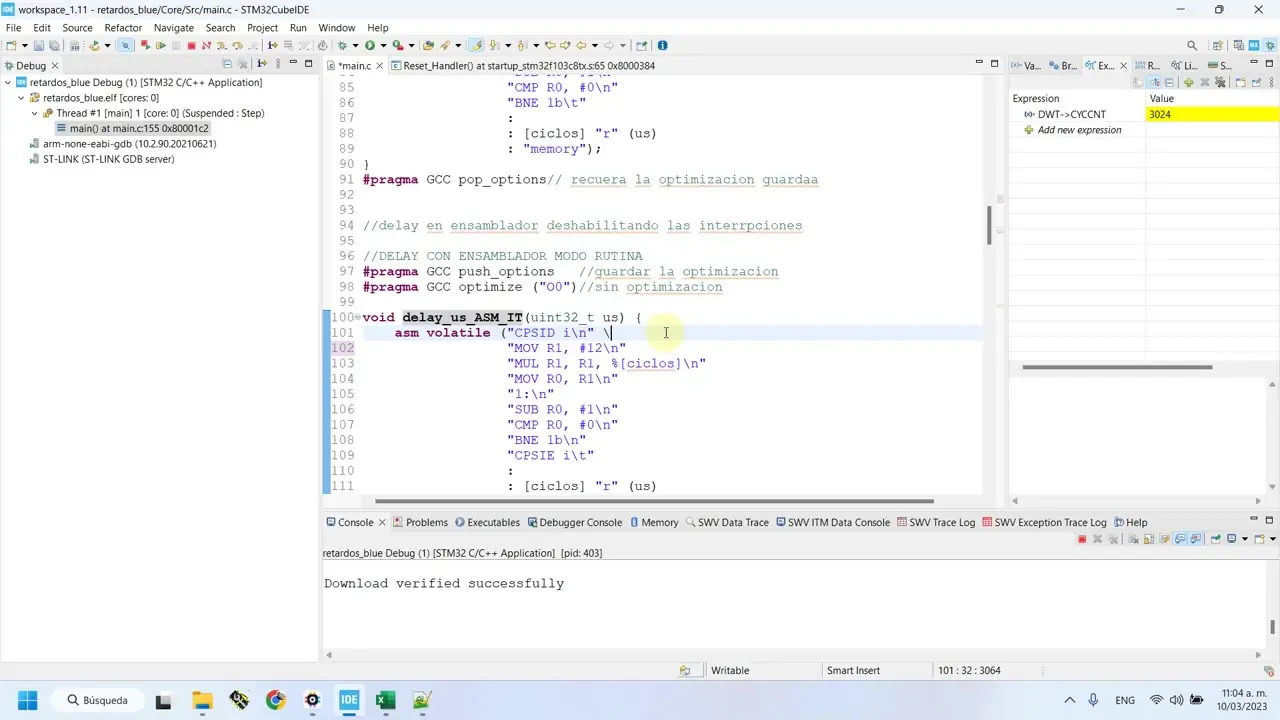 workspace_1.11 - retardos_blue/Core/Src/main.c - STM32CubeIDE
File Edit Source Refactor Navigate Search Project Run Window Help
Debug
*main.c
Reset_Handler() at startup_stm32f103c8tx.s:65 0x8000384
Va... Br... Ex... R... Li... S...
retardos_blue Debug (1) [STM32 C/C++ Application]
retardos_blue.elf [cores: 0]
Thread #1 [main] 1 [core: 0] (Suspended : Step)
main() at main.c:155 0x80001c2
arm-none-eabi-gdb (10.2.90.20210621)
ST-LINK (ST-LINK GDB server)
85 "CMP R0, #0\n"
86 "BNE 1b\t"
87 :
88 : [ciclos] "r" (us)
89 : "memory");
90 }
91 #pragma GCC pop_options// recuera la optimizacion guardaa
92
93
94 //delay en ensamblador deshabilitando las interrpciones
95
96 //DELAY CON ENSAMBLADOR MODO RUTINA
97 #pragma GCC push_options //guardar la optimizacion
98 #pragma GCC optimize ("O0")//sin optimizacion
99
100 void delay_us_ASM_IT(uint32_t us) {
101 asm volatile ("CPSID i\n" \
102 "MOV R1, #12\n"
103 "MUL R1, R1, %[ciclos]\n"
104 "MOV R0, R1\n"
105 "1:\n"
106 "SUB R0, #1\n"
107 "CMP R0, #0\n"
108 "BNE 1b\n"
109 "CPSIE i\t"
110 :
111 : [ciclos] "r" (us)
Expression Value
DWT->CYCCNT 3024
Add new expression
Console Problems Executables Debugger Console Memory SWV Data Trace SWV ITM Data Console SWV Trace Log SWV Exception Trace Log Help
retardos_blue Debug (1) [STM32 C/C++ Application] [pid: 403]
Download verified successfully
Writable Smart Insert 101 : 32 : 3064
Búsqueda
IDE
ENG
11:04 a. m.
10/03/2023